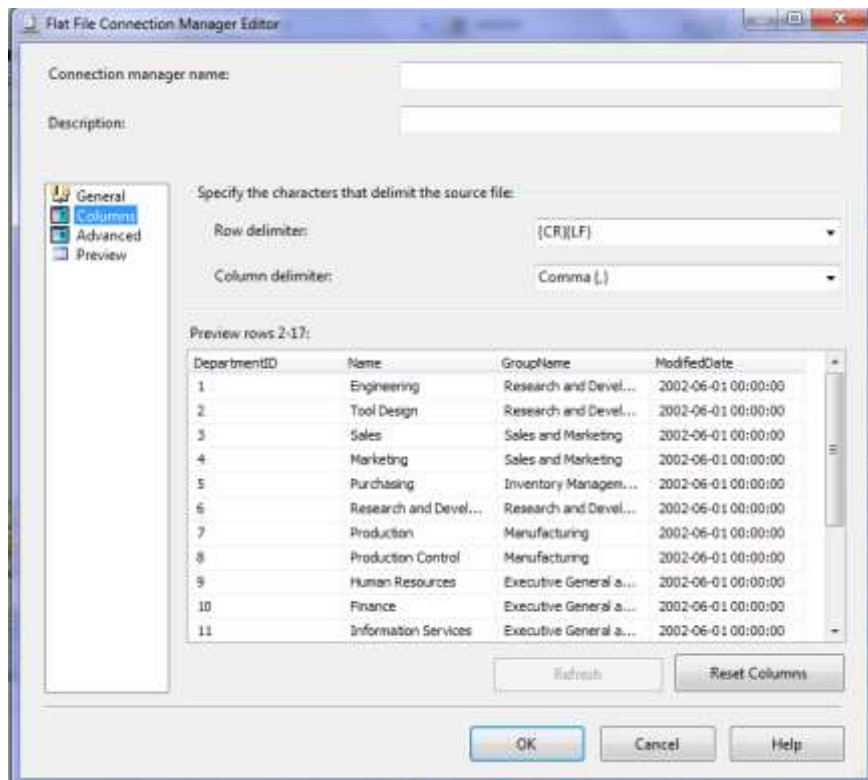 Flat File Connection Manager Editor
Connection manager name:
Description:
General
Columns
Advanced
Preview
Specify the characters that delimit the source file:
Row delimiter: {CR}{LF}
Column delimiter: Comma {,}
Preview rows 2-17:
DepartmentID Name GroupName ModifiedDate
1 Engineering Research and Devel... 2002-06-01 00:00:00
2 Tool Design Research and Devel... 2002-06-01 00:00:00
3 Sales Sales and Marketing 2002-06-01 00:00:00
4 Marketing Sales and Marketing 2002-06-01 00:00:00
5 Purchasing Inventory Managem... 2002-06-01 00:00:00
6 Research and Devel... Research and Devel... 2002-06-01 00:00:00
7 Production Manufacturing 2002-06-01 00:00:00
8 Production Control Manufacturing 2002-06-01 00:00:00
9 Human Resources Executive General a... 2002-06-01 00:00:00
10 Finance Executive General a... 2002-06-01 00:00:00
11 Information Services Executive General a... 2002-06-01 00:00:00
Refresh Reset Columns
OK Cancel Help